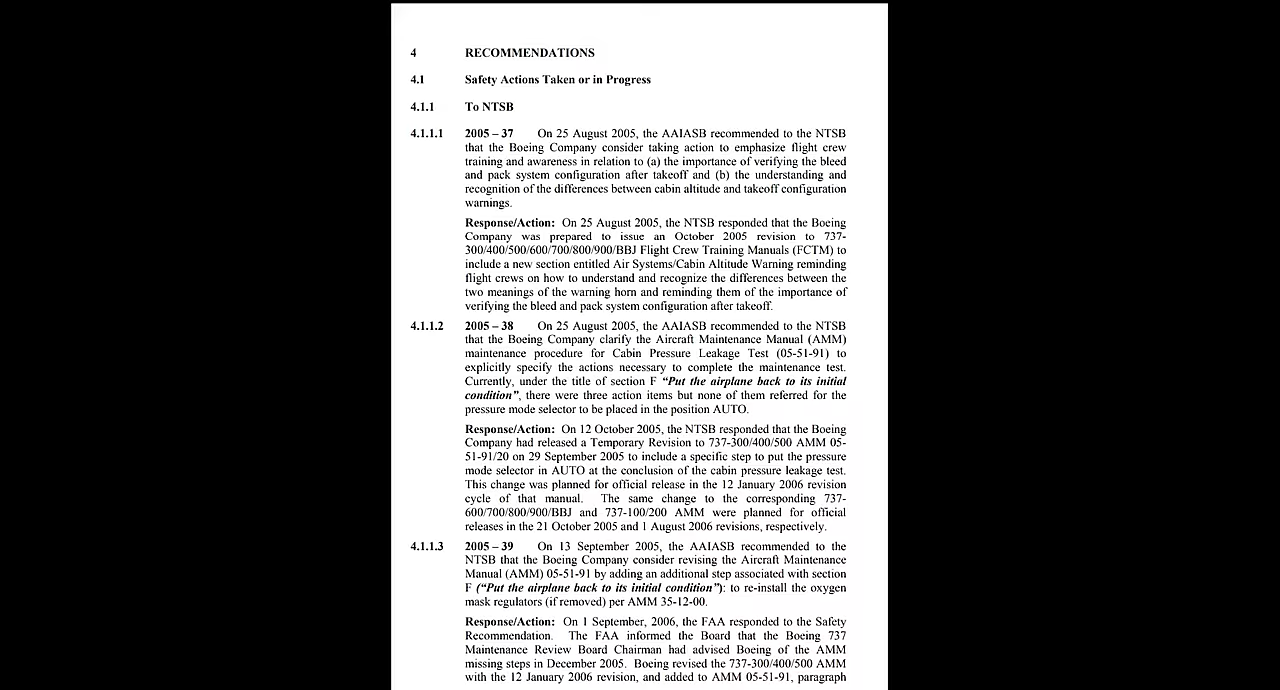 4 RECOMMENDATIONS
4.1 Safety Actions Taken or in Progress
4.1.1 To NTSB
4.1.1.1 2005 – 37 On 25 August 2005, the AAIASB recommended to the NTSB
that the Boeing Company consider taking action to emphasize flight crew
training and awareness in relation to (a) the importance of verifying the bleed
and pack system configuration after takeoff and (b) the understanding and
recognition of the differences between cabin altitude and takeoff configuration
warnings.
Response/Action: On 25 August 2005, the NTSB responded that the Boeing
Company was prepared to issue an October 2005 revision to 737-
300/400/500/600/700/800/900/BBJ Flight Crew Training Manuals (FCTM) to
include a new section entitled Air Systems/Cabin Altitude Warning reminding
flight crews on how to understand and recognize the differences between the
two meanings of the warning horn and reminding them of the importance of
verifying the bleed and pack system configuration after takeoff.
4.1.1.2 2005 – 38 On 25 August 2005, the AAIASB recommended to the NTSB
that the Boeing Company clarify the Aircraft Maintenance Manual (AMM)
maintenance procedure for Cabin Pressure Leakage Test (05-51-91) to
explicitly specify the actions necessary to complete the maintenance test.
Currently, under the title of section F “Put the airplane back to its initial
condition”, there were three action items but none of them referred for the
pressure mode selector to be placed in the position AUTO.
Response/Action: On 12 October 2005, the NTSB responded that the Boeing
Company had released a Temporary Revision to 737-300/400/500 AMM 05-
51-91/20 on 29 September 2005 to include a specific step to put the pressure
mode selector in AUTO at the conclusion of the cabin pressure leakage test.
This change was planned for official release in the 12 January 2006 revision
cycle of that manual. The same change to the corresponding 737-
600/700/800/900/BBJ and 737-100/200 AMM were planned for official
releases in the 21 October 2005 and 1 August 2006 revisions, respectively.
4.1.1.3 2005 – 39 On 13 September 2005, the AAIASB recommended to the
NTSB that the Boeing Company consider revising the Aircraft Maintenance
Manual (AMM) 05-51-91 by adding an additional step associated with section
F (“Put the airplane back to its initial condition”): to re-install the oxygen
mask regulators (if removed) per AMM 35-12-00.
Response/Action: On 1 September, 2006, the FAA responded to the Safety
Recommendation. The FAA informed the Board that the Boeing 737
Maintenance Review Board Chairman had advised Boeing of the AMM
missing steps in December 2005. Boeing revised the 737-300/400/500 AMM
with the 12 January 2006 revision, and added to AMM 05-51-91, paragraph